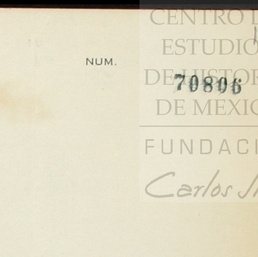 CENTRO D
ESTUDIO
DE HISTOR
DE MEXIC
NUM.
70806
FUNDACI
Carlos